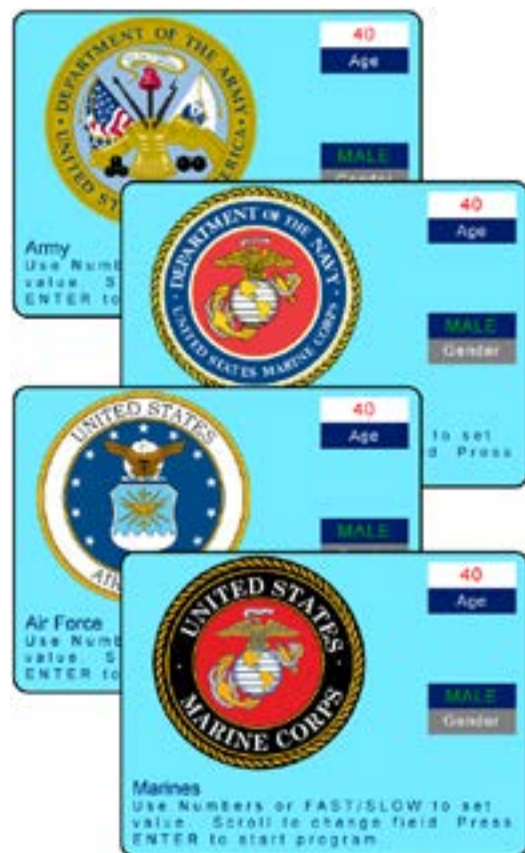 DEPARTMENT OF THE ARMY
UNITED STATES OF AMERICA
40
Age
MALE
Gender
Army
Use Numb
value. S
ENTER to
DEPARTMENT OF THE NAVY
UNITED STATES MARINE CORPS
40
Age
MALE
Gender
to set
d. Press
UNITED STATES
AIR
40
Age
MALE
Air Force
Use Numb
value. S
ENTER to
UNITED STATES
MARINE CORPS
40
Age
MALE
Gender
Marines
Use Numbers or FAST/SLOW to set
value. Scroll to change field. Press
ENTER to start program